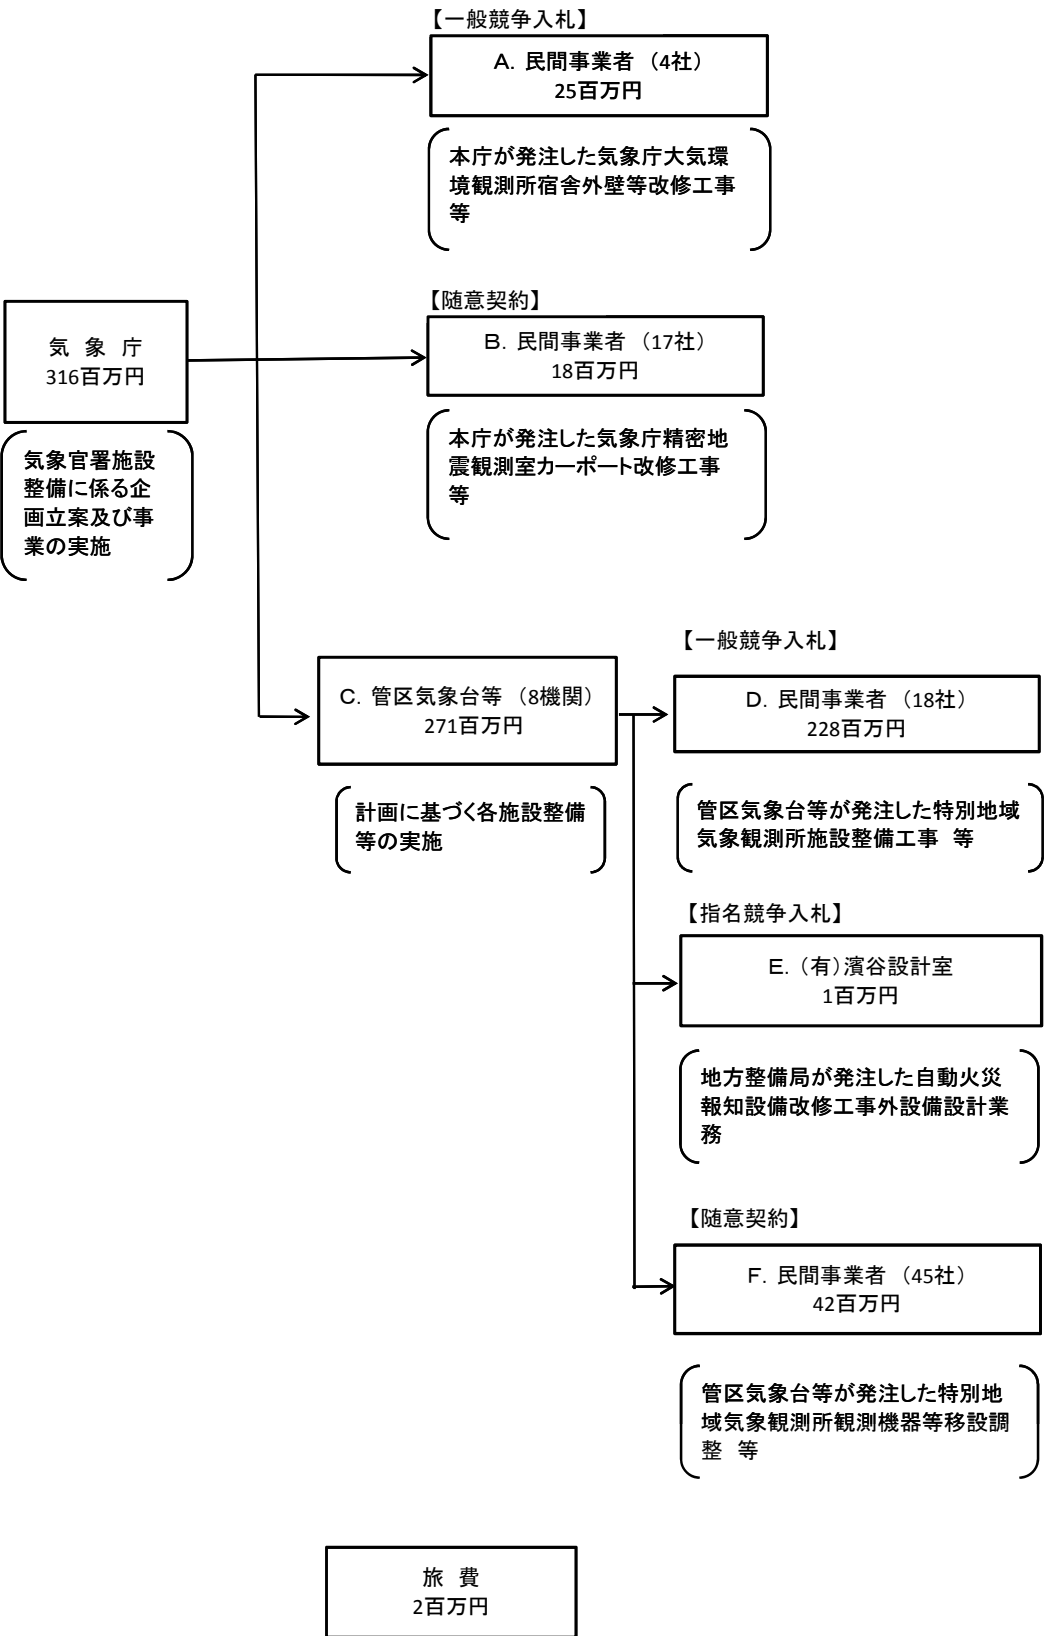 【一般競争入札】
A．民間事業者 （4社）
25百万円
本庁が発注した気象庁大気環
境観測所宿舎外壁等改修工事
等
【随意契約】
B．民間事業者 （17社）
18百万円
本庁が発注した気象庁精密地
震観測室カーポート改修工事
等
気 象 庁
316百万円
気象官署施設
整備に係る企
画立案及び事
業の実施
C．管区気象台等 （8機関）
271百万円
計画に基づく各施設整備
等の実施
【一般競争入札】
D．民間事業者 （18社）
228百万円
管区気象台等が発注した特別地域
気象観測所施設整備工事 等
【指名競争入札】
E．（有）濱谷設計室
1百万円
地方整備局が発注した自動火災
報知設備改修工事外設備設計業
務
【随意契約】
F．民間事業者 （45社）
42百万円
管区気象台等が発注した特別地
域気象観測所観測機器等移設調
整 等
旅 費
2百万円